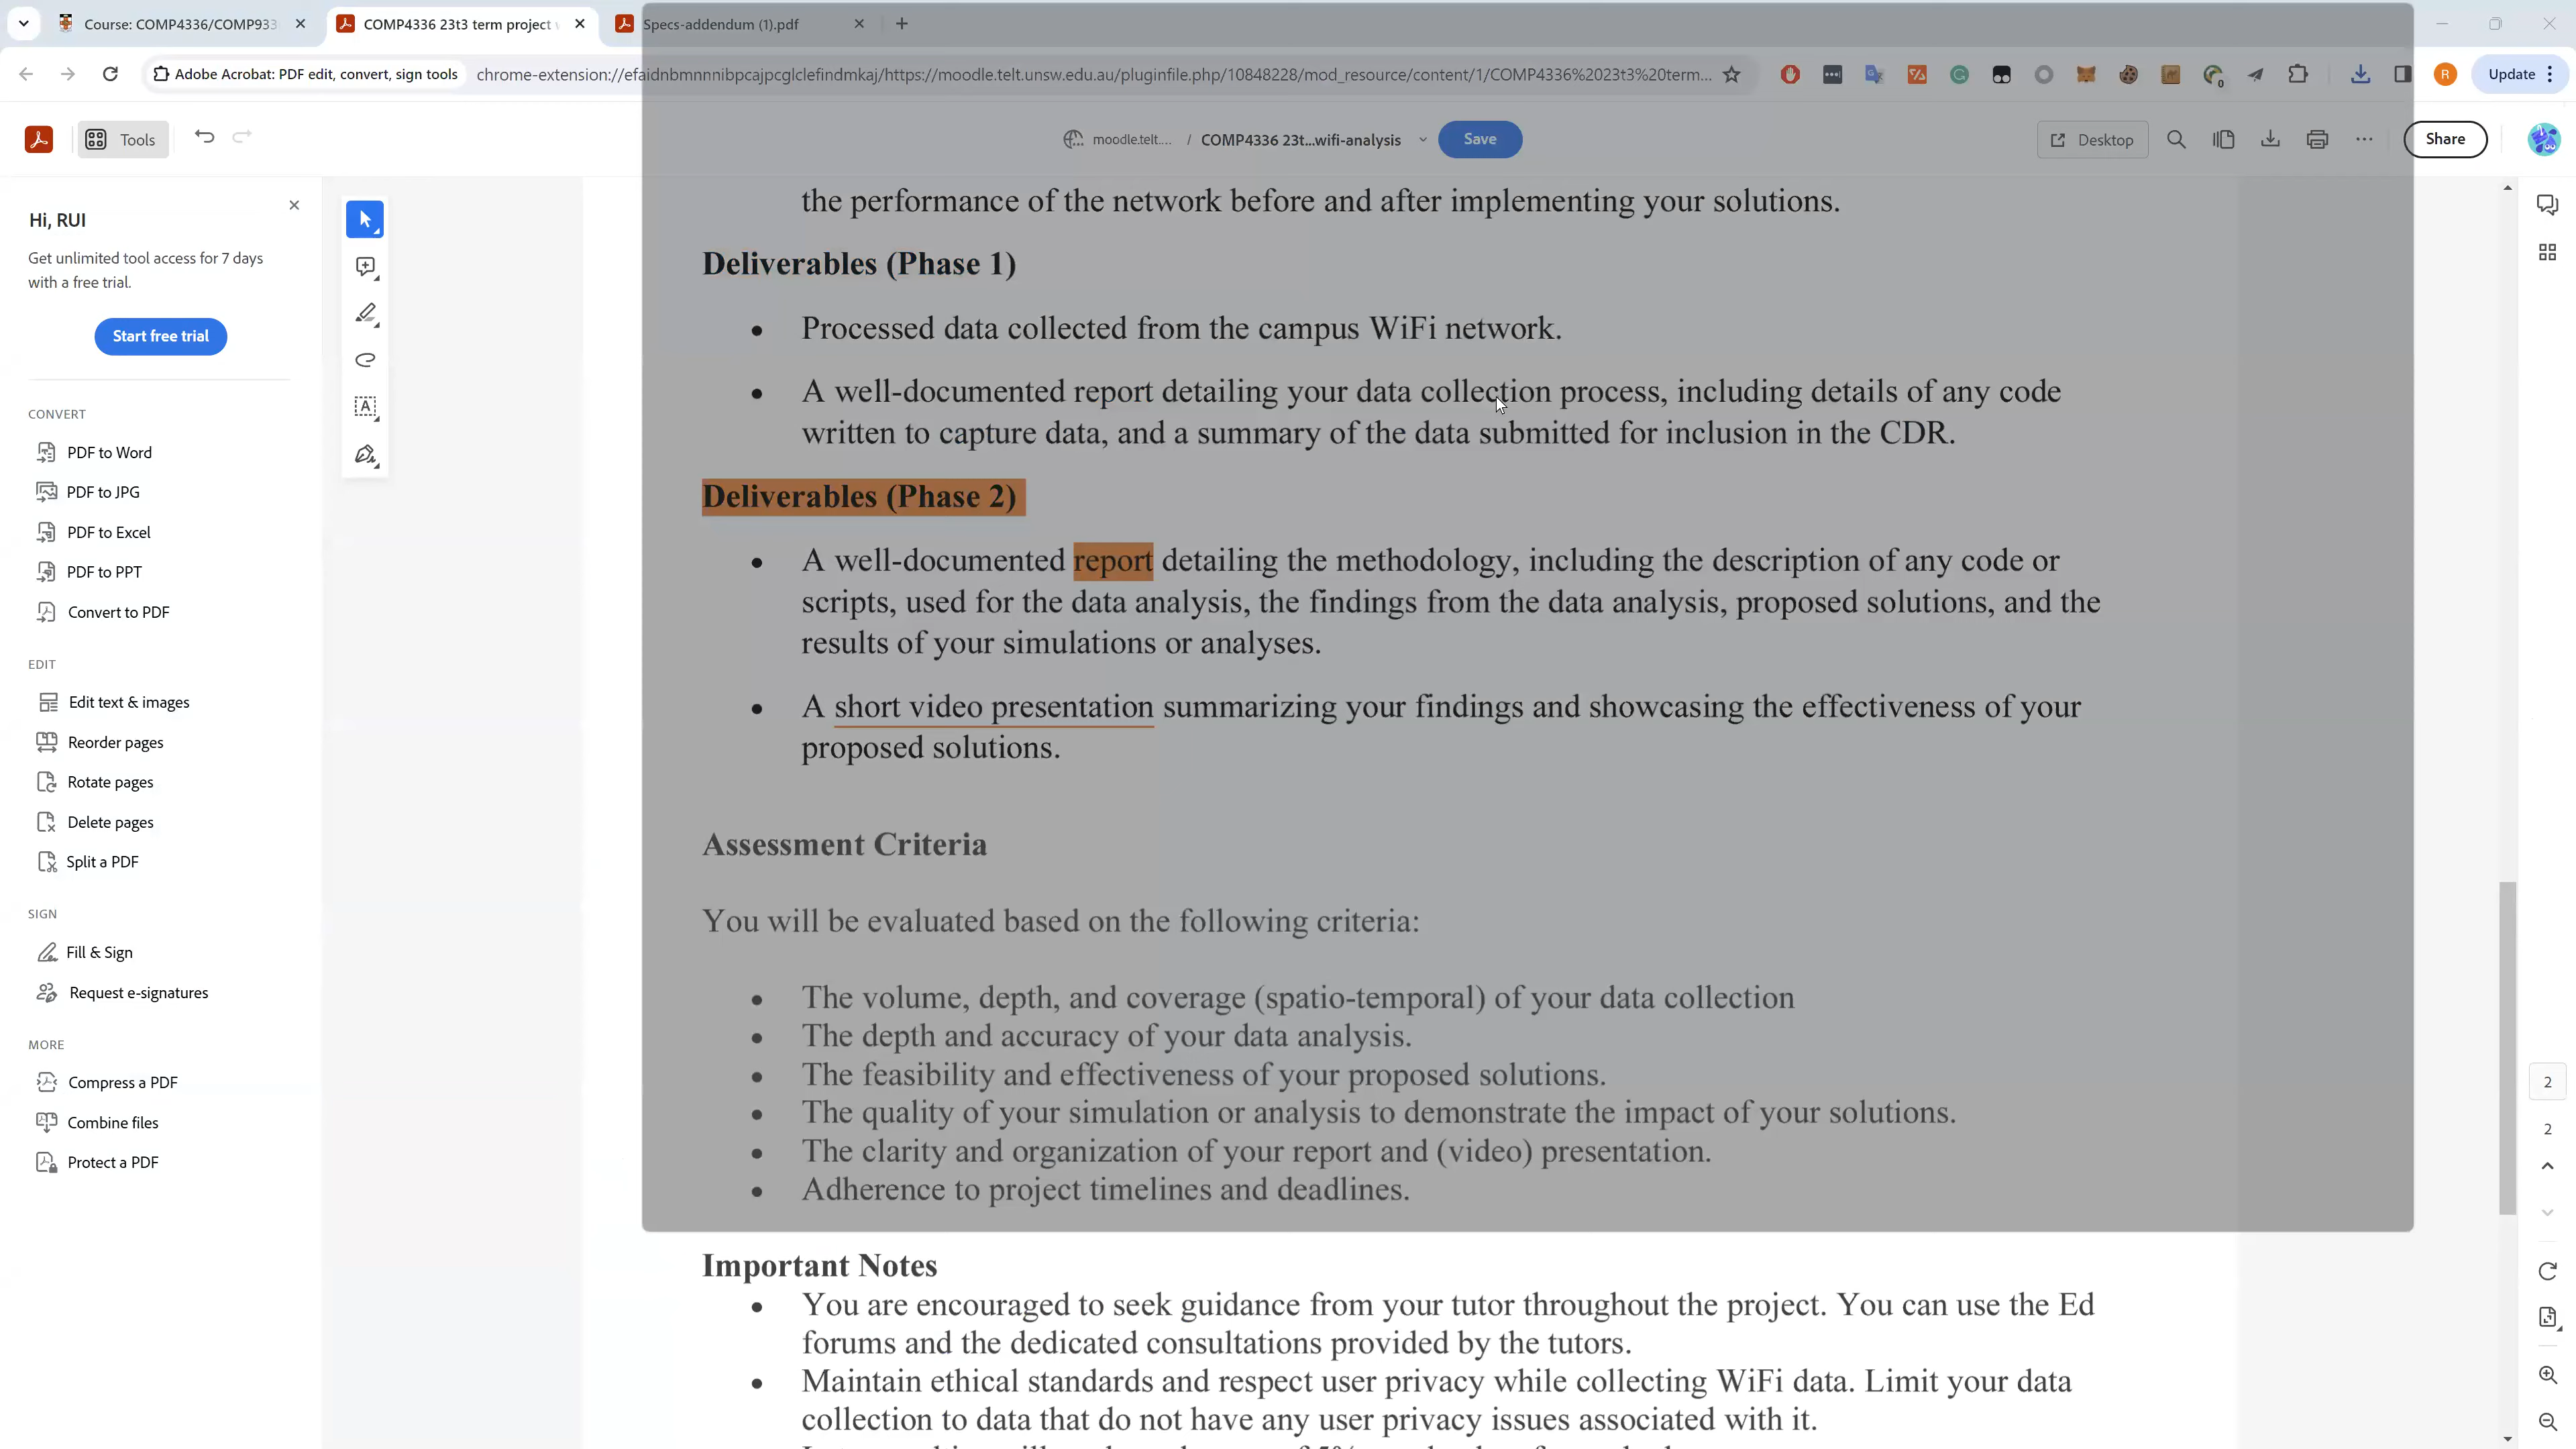 Course: COMP4336/COMP933
COMP4336 23t3 term project
Specs-addendum (1).pdf
Adobe Acrobat: PDF edit, convert, sign tools
chrome-extension://efaidnbmnnnibpcajpcglclefindmkaj/https://moodle.telt.unsw.edu.au/pluginfile.php/10848228/mod_resource/content/1/COMP4336%2023t3%20term...
0
R
Update
Tools
moodle.telt.... / COMP4336 23t...wifi-analysis
Save
Desktop
Share
Hi, RUI
Get unlimited tool access for 7 days
with a free trial.
Start free trial
CONVERT
PDF to Word
PDF to JPG
PDF to Excel
PDF to PPT
Convert to PDF
EDIT
Edit text & images
Reorder pages
Rotate pages
Delete pages
Split a PDF
SIGN
Fill & Sign
Request e-signatures
MORE
Compress a PDF
Combine files
Protect a PDF
the performance of the network before and after implementing your solutions.
Deliverables (Phase 1)
• Processed data collected from the campus WiFi network.
• A well-documented report detailing your data collection process, including details of any code
written to capture data, and a summary of the data submitted for inclusion in the CDR.
Deliverables (Phase 2)
• A well-documented report detailing the methodology, including the description of any code or
scripts, used for the data analysis, the findings from the data analysis, proposed solutions, and the
results of your simulations or analyses.
• A short video presentation summarizing your findings and showcasing the effectiveness of your
proposed solutions.
Assessment Criteria
You will be evaluated based on the following criteria:
• The volume, depth, and coverage (spatio-temporal) of your data collection
• The depth and accuracy of your data analysis.
• The feasibility and effectiveness of your proposed solutions.
• The quality of your simulation or analysis to demonstrate the impact of your solutions.
• The clarity and organization of your report and (video) presentation.
• Adherence to project timelines and deadlines.
Important Notes
• You are encouraged to seek guidance from your tutor throughout the project. You can use the Ed
forums and the dedicated consultations provided by the tutors.
• Maintain ethical standards and respect user privacy while collecting WiFi data. Limit your data
collection to data that do not have any user privacy issues associated with it.
2
2